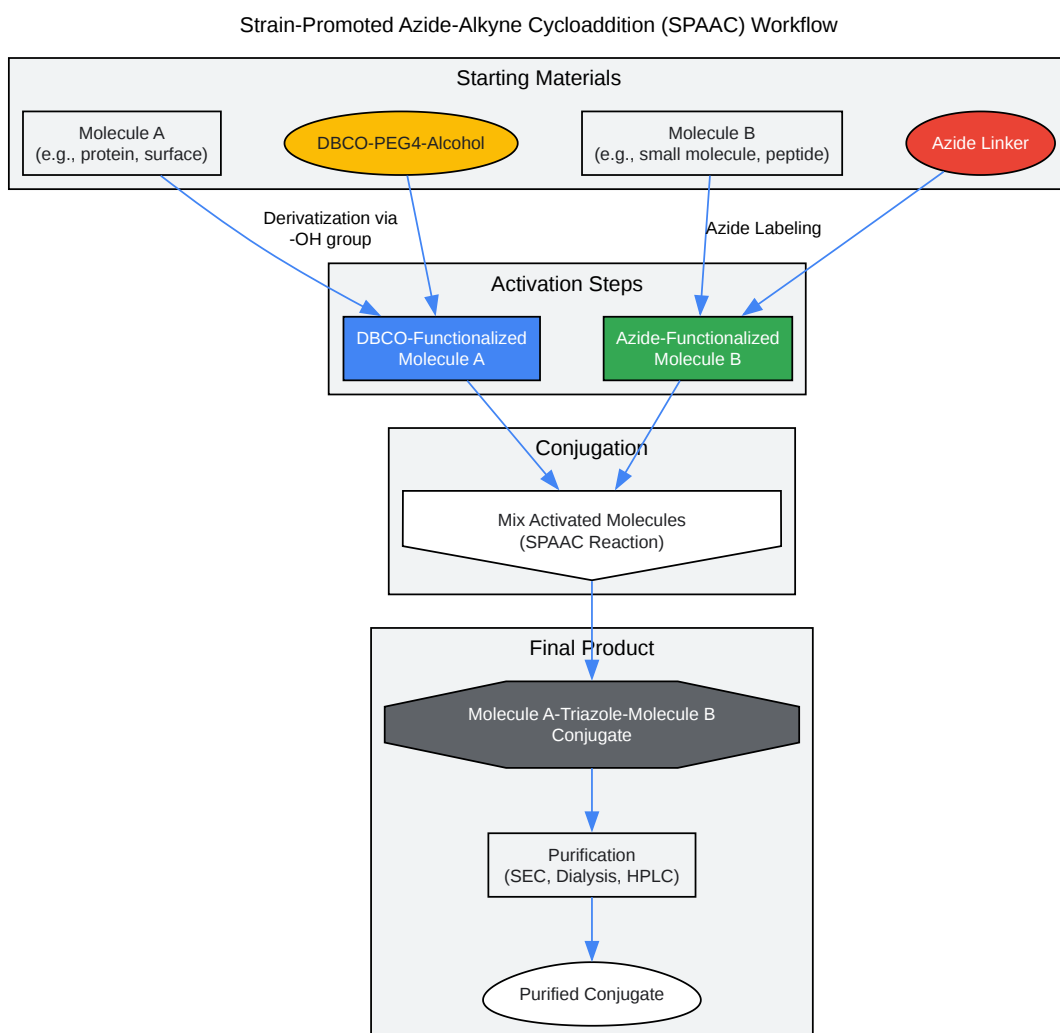 Strain-Promoted Azide-Alkyne Cycloaddition (SPAAC) Workflow
Starting Materials
Molecule A
(e.g., protein, surface)
DBCO-PEG4-Alcohol
Molecule B
(e.g., small molecule, peptide)
Azide Linker
Derivatization via
-OH group
Azide Labeling
Activation Steps
DBCO-Functionalized
Molecule A
Azide-Functionalized
Molecule B
Conjugation
Mix Activated Molecules
(SPAAC Reaction)
Final Product
Molecule A-Triazole-Molecule B
Conjugate
Purification
(SEC, Dialysis, HPLC)
Purified Conjugate